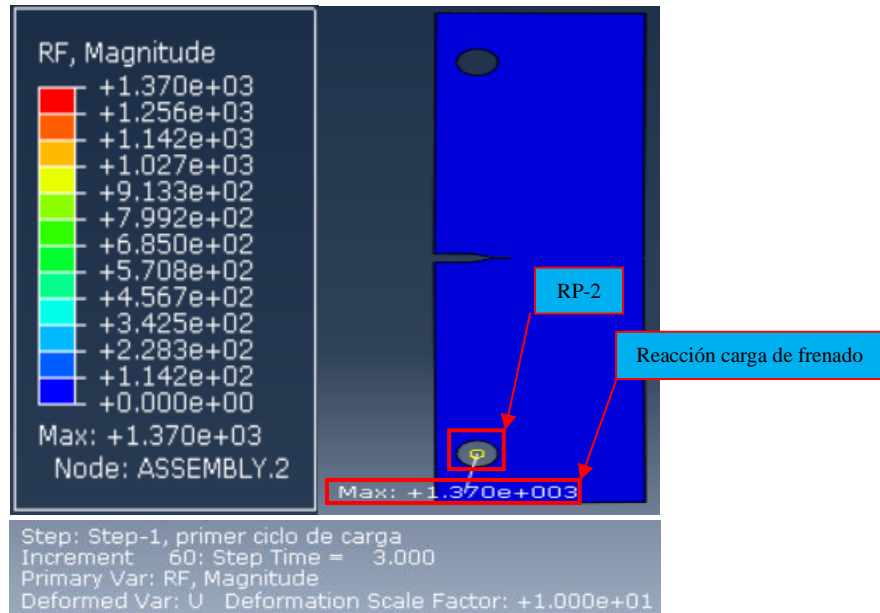 RF, Magnitude
+1.370e+03
+1.256e+03
+1.142e+03
+1.027e+03
+9.133e+02
+7.992e+02
+6.850e+02
+5.708e+02
+4.567e+02
+3.425e+02
+2.283e+02
+1.142e+02
+0.000e+00
Max: +1.370e+03
Node: ASSEMBLY.2
RP-2
Reacción carga de frenado
Max: +1.370e+003
Step: Step-1, primer ciclo de carga
Increment 60: Step Time = 3.000
Primary Var: RF, Magnitude
Deformed Var: U Deformation Scale Factor: +1.000e+01